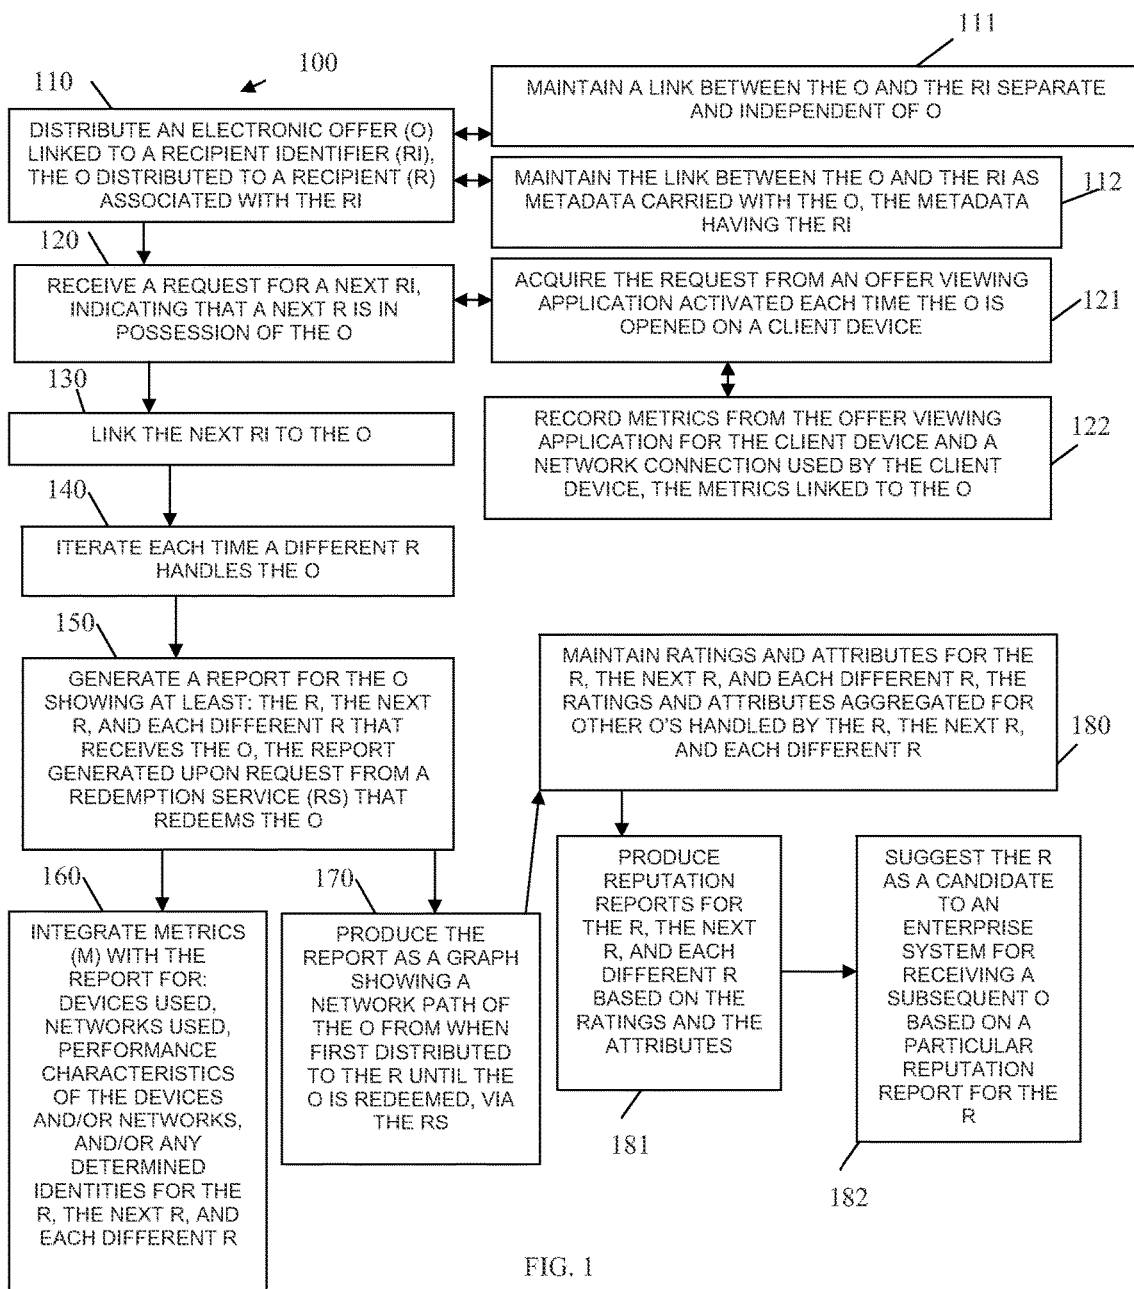 111
100
110
MAINTAIN A LINK BETWEEN THE O AND THE RI SEPARATE
AND INDEPENDENT OF O
DISTRIBUTE AN ELECTRONIC OFFER (O)
LINKED TO A RECIPIENT IDENTIFIER (RI),
THE O DISTRIBUTED TO A RECIPIENT (R)
ASSOCIATED WITH THE RI
MAINTAIN THE LINK BETWEEN THE O AND THE RI AS
METADATA CARRIED WITH THE O, THE METADATA
HAVING THE RI
112
120
RECEIVE A REQUEST FOR A NEXT RI,
INDICATING THAT A NEXT R IS IN
POSSESSION OF THE O
ACQUIRE THE REQUEST FROM AN OFFER VIEWING
APPLICATION ACTIVATED EACH TIME THE O IS
OPENED ON A CLIENT DEVICE
121
130
LINK THE NEXT RI TO THE O
RECORD METRICS FROM THE OFFER VIEWING
APPLICATION FOR THE CLIENT DEVICE AND A
NETWORK CONNECTION USED BY THE CLIENT
DEVICE, THE METRICS LINKED TO THE O
122
140
ITERATE EACH TIME A DIFFERENT R
HANDLES THE O
150
GENERATE A REPORT FOR THE O
SHOWING AT LEAST: THE R, THE NEXT
R, AND EACH DIFFERENT R THAT
RECEIVES THE O, THE REPORT
GENERATED UPON REQUEST FROM A
REDEMPTION SERVICE (RS) THAT
REDEEMS THE O
MAINTAIN RATINGS AND ATTRIBUTES FOR THE
R, THE NEXT R, AND EACH DIFFERENT R, THE
RATINGS AND ATTRIBUTES AGGREGATED FOR
OTHER O'S HANDLED BY THE R, THE NEXT R,
AND EACH DIFFERENT R
180
160
INTEGRATE METRICS
(M) WITH THE
REPORT FOR:
DEVICES USED,
NETWORKS USED,
PERFORMANCE
CHARACTERISTICS
OF THE DEVICES
AND/OR NETWORKS,
AND/OR ANY
DETERMINED
IDENTITIES FOR THE
R, THE NEXT R, AND
EACH DIFFERENT R
170
PRODUCE THE
REPORT AS A GRAPH
SHOWING A
NETWORK PATH OF
THE O FROM WHEN
FIRST DISTRIBUTED
TO THE R UNTIL THE
O IS REDEEMED, VIA
THE RS
PRODUCE
REPUTATION
REPORTS FOR
THE R, THE NEXT
R, AND EACH
DIFFERENT R
BASED ON THE
RATINGS AND THE
ATTRIBUTES
181
SUGGEST THE R
AS A CANDIDATE
TO AN
ENTERPRISE
SYSTEM FOR
RECEIVING A
SUBSEQUENT O
BASED ON A
PARTICULAR
REPUTATION
REPORT FOR THE
R
182
FIG. 1